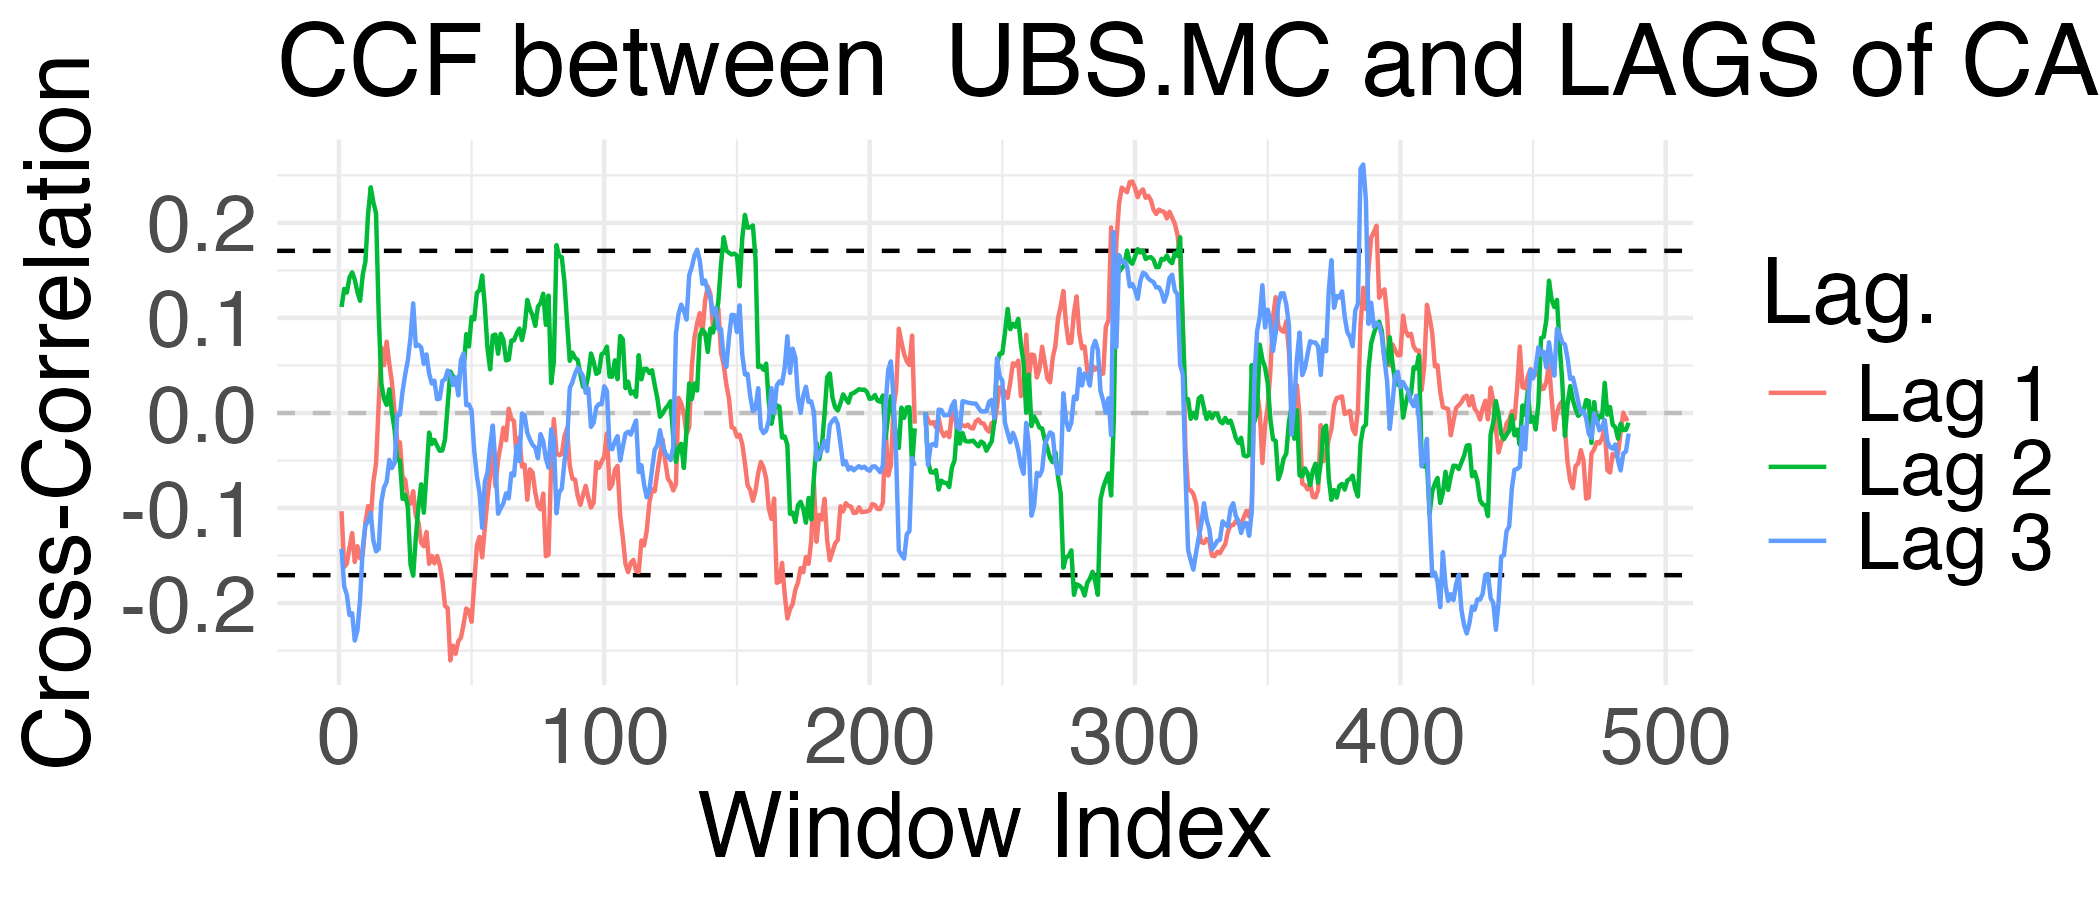 CCF between UBS.MC and LAGS of CA
Cross-Correlation
0.2
0.1
0.0
-0.1
-0.2
0 100 200 300 400 500
Window Index
Lag.
Lag 1
Lag 2
Lag 3